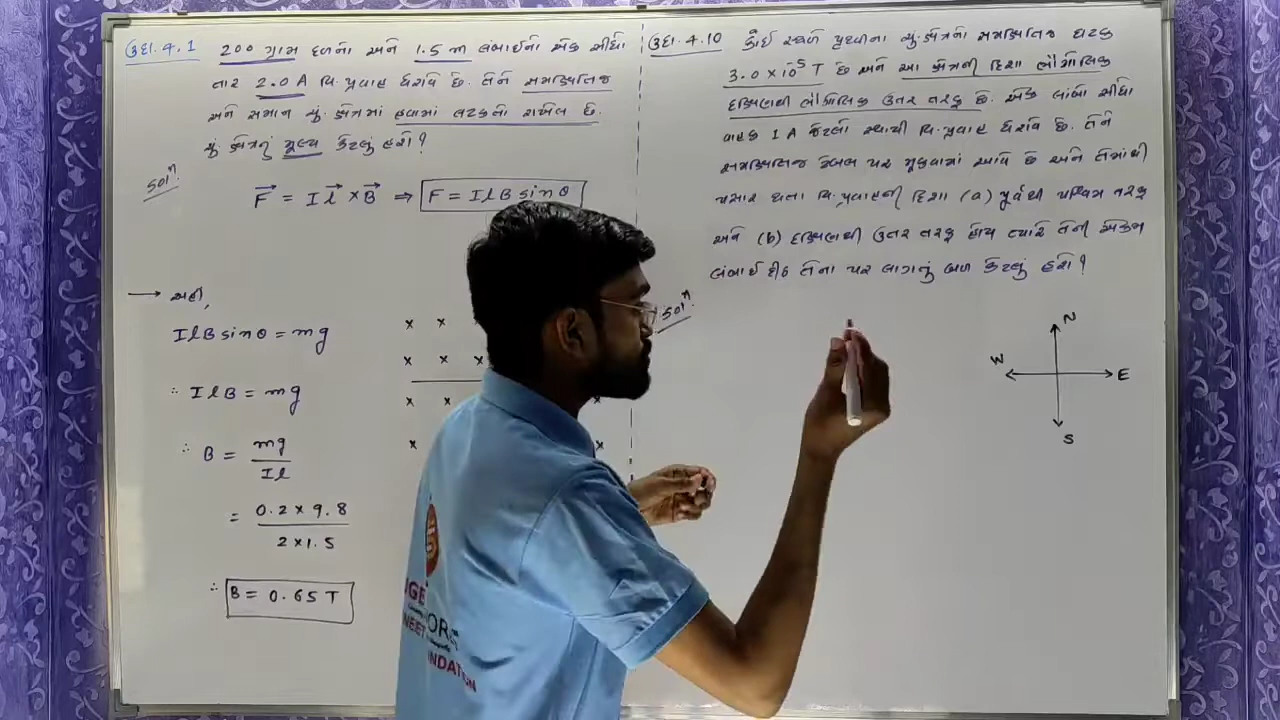 ઉદા. 4.1 200 ગ્રામ દળના અને 1.5 m લંબાઈના એક સીધા
તાર 2.0 A વિ.પ્રવાહ ધરાવે છે. તેને સમક્ષિતિજ
અને સમાન ચું.ક્ષેત્રમાં હવામાં લટકતો રાખેલ છે.
ચું.ક્ષેત્રનું મૂલ્ય કેટલું હશે?
solⁿ.
F = Il × B ⇒ F = IlB sinθ
→ અહીં,
IlB sinθ = mg
∴ IlB = mg
∴ B = mg / Il
= 0.2 × 9.8 / 2 × 1.5
∴ B = 0.65 T
x x
x x x
x x
x x
ઉદા. 4.10 કોઈ સ્થળે પૃથ્વીના ચું.ક્ષેત્રનો સમક્ષિતિજ ઘટક
3.0 × 10⁻⁵ T છે અને આ ક્ષેત્રની દિશા ભૌગોલિક
દક્ષિણથી ભૌગોલિક ઉત્તર તરફ છે. એક લાંબા સીધા
વાહક 1 A જેટલો સ્થાયી વિ.પ્રવાહ ધરાવે છે. તેને
સમક્ષિતિજ ટેબલ પર મૂકવામાં આવે છે અને તેમાંથી
પસાર થતા વિ.પ્રવાહની દિશા (a) પૂર્વથી પશ્ચિમ તરફ
અને (b) દક્ષિણથી ઉત્તર તરફ હોય ત્યારે તેની એકમ
લંબાઈ દીઠ તેના પર લાગતું બળ કેટલું હશે?
solⁿ.
N
W E
S